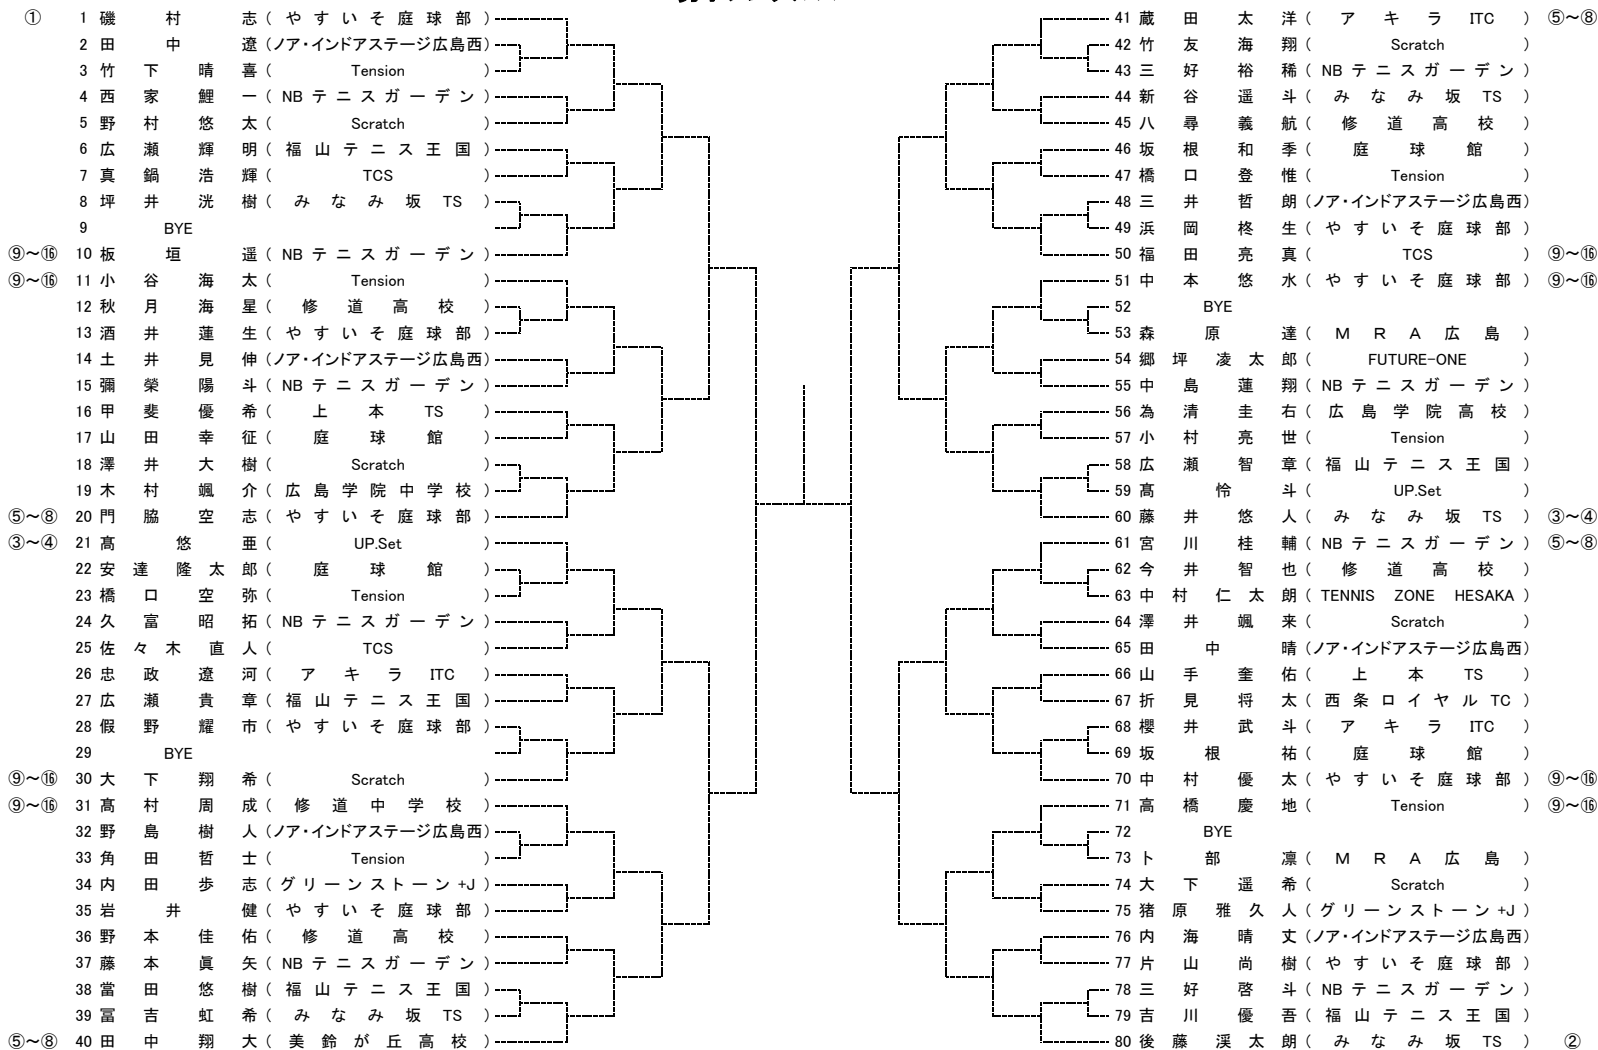 ① 1 磯村志(やすいそ庭球部)
2 田中遼(ノア・インドアステージ広島西)
3 竹下晴喜(Tension)
4 西家鯉一(NBテニスガーデン)
5 野村悠太(Scratch)
6 広瀬輝明(福山テニス王国)
7 真鍋浩輝(TCS)
8 坪井洸樹(みなみ坂TS)
9 BYE
⑨~⑯ 10 板垣遥(NBテニスガーデン)
⑨~⑯ 11 小谷海太(Tension)
12 秋月海星(修道高校)
13 酒井蓮生(やすいそ庭球部)
14 土井見伸(ノア・インドアステージ広島西)
15 彌榮陽斗(NBテニスガーデン)
16 甲斐優希(上本TS)
17 山田幸征(庭球館)
18 澤井大樹(Scratch)
19 木村颯介(広島学院中学校)
⑤~⑧ 20 門脇空志(やすいそ庭球部)
③~④ 21 髙悠亜(UP.Set)
22 安達隆太郎(庭球館)
23 橋口空弥(Tension)
24 久富昭拓(NBテニスガーデン)
25 佐々木直人(TCS)
26 忠政遼河(アキラITC)
27 広瀬貴章(福山テニス王国)
28 假野耀市(やすいそ庭球部)
29 BYE
⑨~⑯ 30 大下翔希(Scratch)
⑨~⑯ 31 髙村周成(修道中学校)
32 野島樹人(ノア・インドアステージ広島西)
33 角田哲士(Tension)
34 内田歩志(グリーンストーン+J)
35 岩井健(やすいそ庭球部)
36 野本佳佑(修道高校)
37 藤本眞矢(NBテニスガーデン)
38 當田悠樹(福山テニス王国)
39 冨吉虹希(みなみ坂TS)
⑤~⑧ 40 田中翔大(美鈴が丘高校)
41 蔵田太洋(アキラITC) ⑤~⑧
42 竹友海翔(Scratch)
43 三好裕稀(NBテニスガーデン)
44 新谷遥斗(みなみ坂TS)
45 八尋義航(修道高校)
46 坂根和季(庭球館)
47 橋口登惟(Tension)
48 三井哲朗(ノア・インドアステージ広島西)
49 浜岡柊生(やすいそ庭球部)
50 福田亮真(TCS) ⑨~⑯
51 中本悠水(やすいそ庭球部) ⑨~⑯
52 BYE
53 森原達(MRA広島)
54 郷坪凌太郎(FUTURE-ONE)
55 中島蓮翔(NBテニスガーデン)
56 為清圭右(広島学院高校)
57 小村亮世(Tension)
58 広瀬智章(福山テニス王国)
59 髙怜斗(UP.Set)
60 藤井悠人(みなみ坂TS) ③~④
61 宮川桂輔(NBテニスガーデン) ⑤~⑧
62 今井智也(修道高校)
63 中村仁太朗(TENNIS ZONE HESAKA)
64 澤井颯来(Scratch)
65 田中晴(ノア・インドアステージ広島西)
66 山手奎佑(上本TS)
67 折見将太(西条ロイヤルTC)
68 櫻井武斗(アキラITC)
69 坂根祐(庭球館)
70 中村優太(やすいそ庭球部) ⑨~⑯
71 高橋慶地(Tension) ⑨~⑯
72 BYE
73 卜部凛(MRA広島)
74 大下遥希(Scratch)
75 猪原雅久人(グリーンストーン+J)
76 内海晴丈(ノア・インドアステージ広島西)
77 片山尚樹(やすいそ庭球部)
78 三好啓斗(NBテニスガーデン)
79 吉川優吾(福山テニス王国)
80 後藤渓太朗(みなみ坂TS) ②